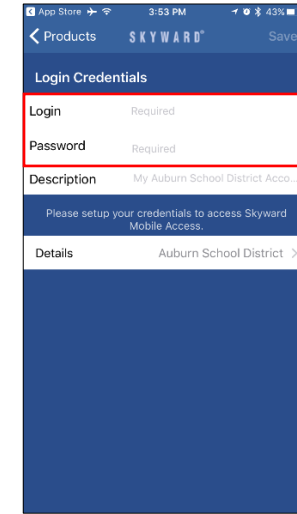 App Store 3:53 PM 43%
Products SKYWARD® Save
Login Credentials
Login Required
Password Required
Description My Auburn School District Acco...
Please setup your credentials to access Skyward
Mobile Access.
Details Auburn School District